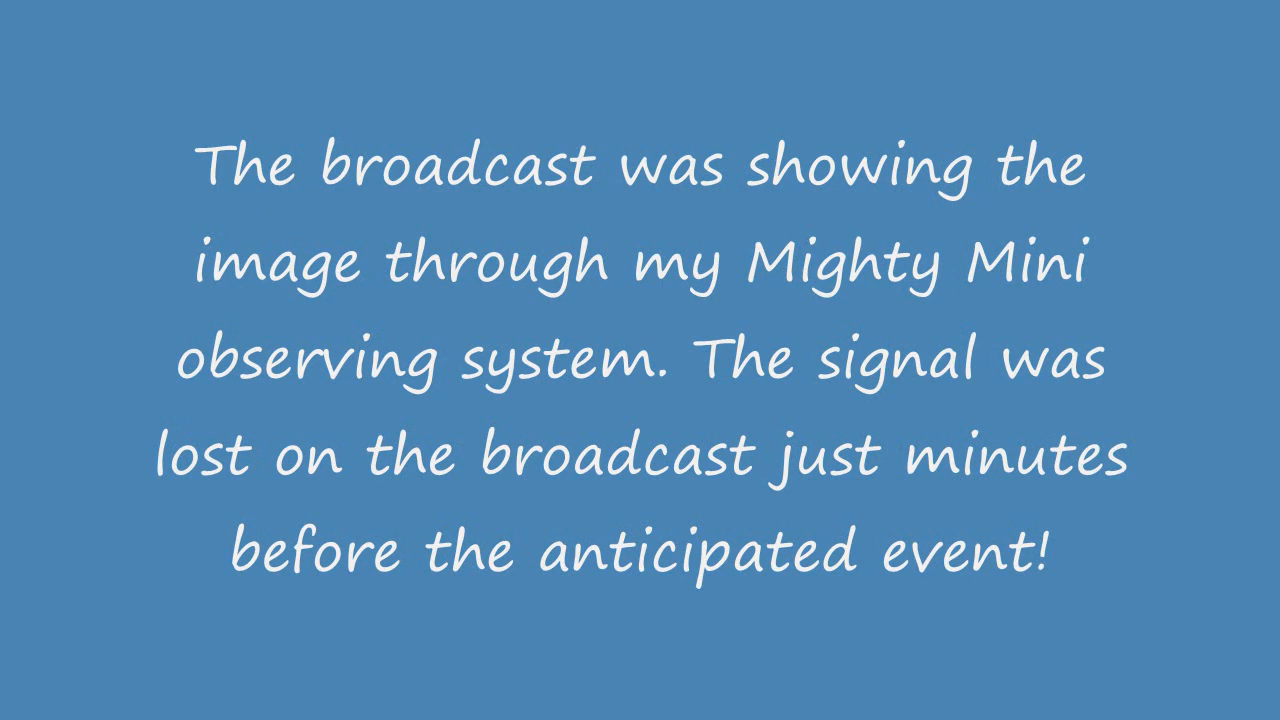 The broadcast was showing the
image through my Mighty Mini
observing system. The signal was
lost on the broadcast just minutes
before the anticipated event!